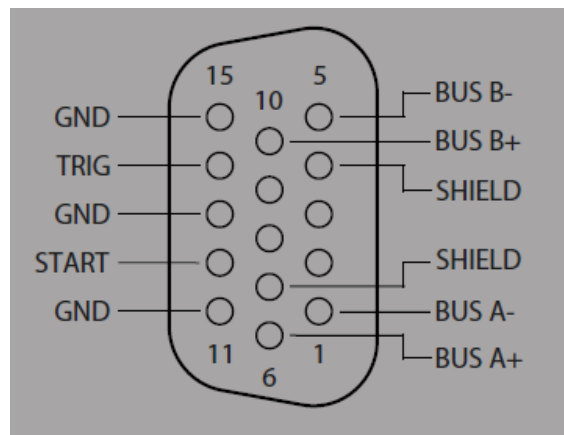 15 5
10
GND
TRIG
GND
START
GND
BUS B-
BUS B+
SHIELD
SHIELD
BUS A-
BUS A+
11 1
6